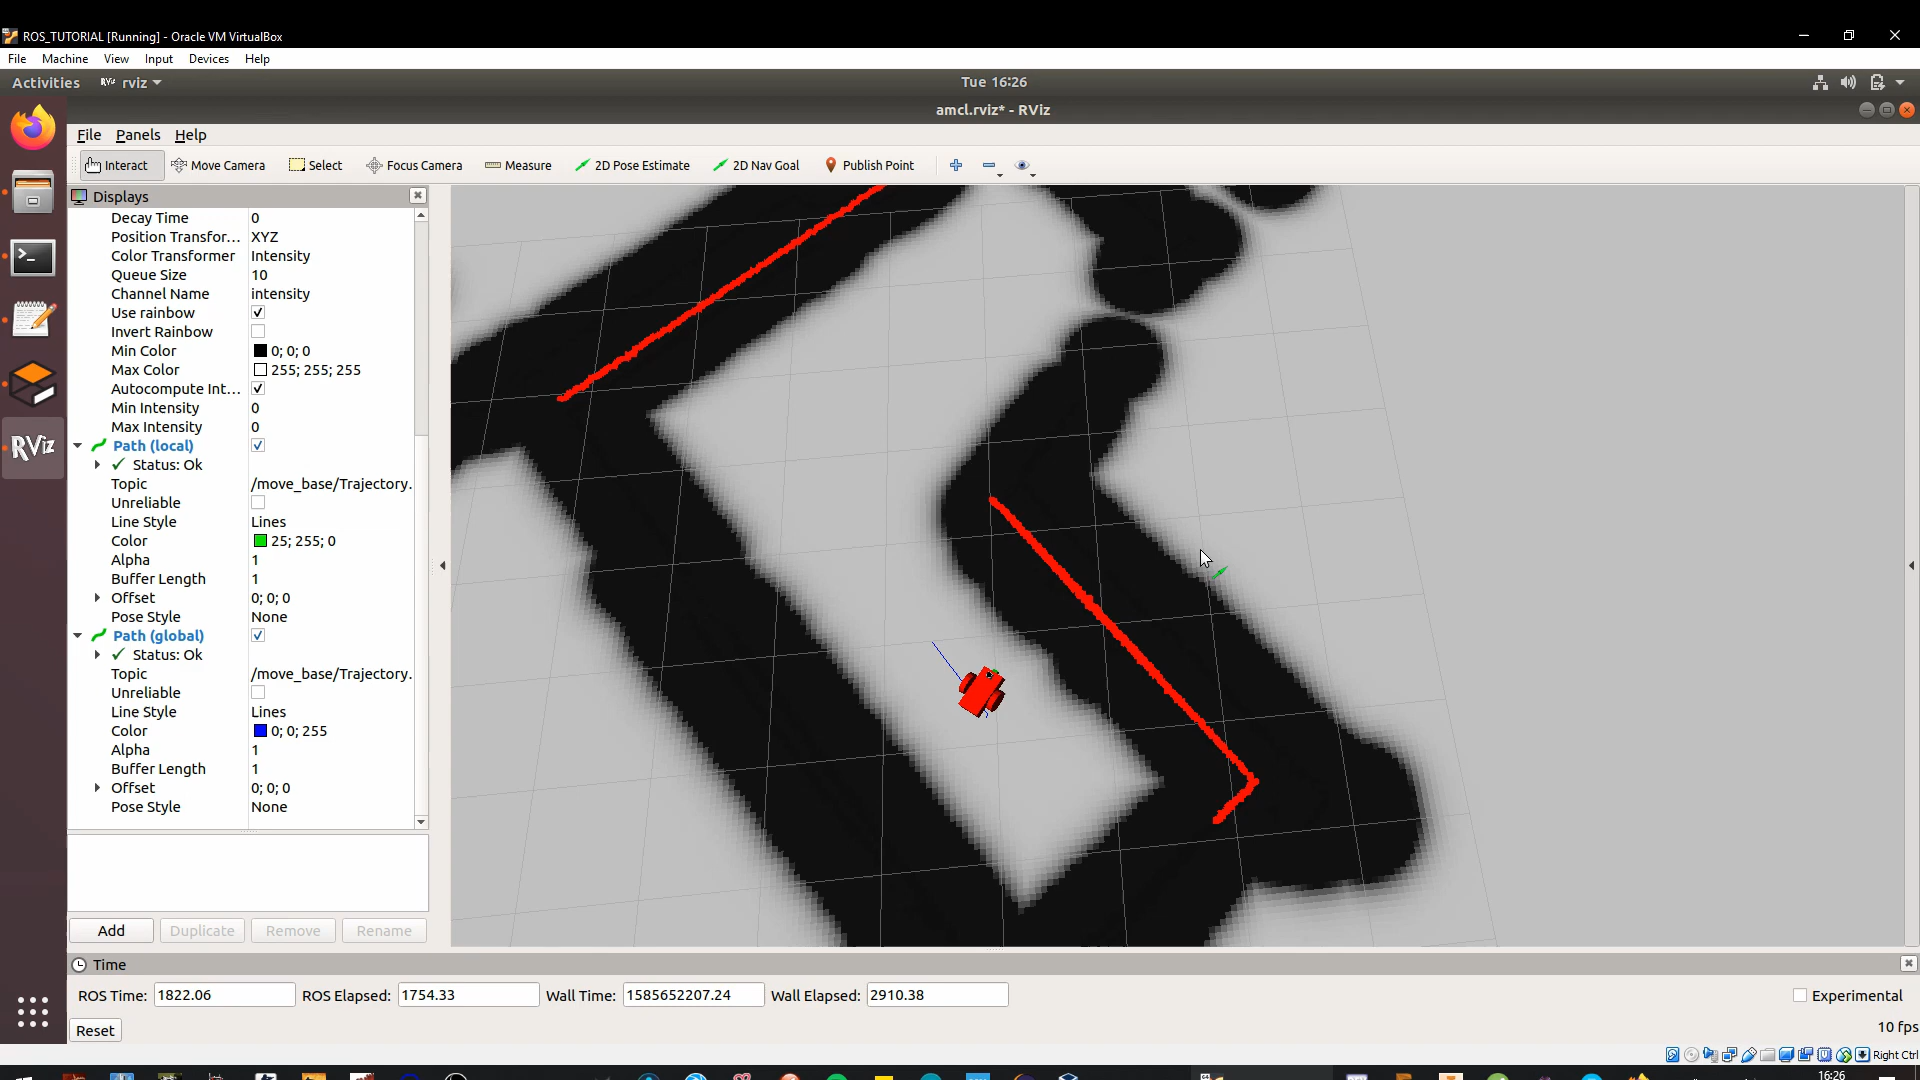 ROS_TUTORIAL [Running] - Oracle VM VirtualBox
File Machine View Input Devices Help
Activities RViz rviz Tue 16:26
amcl.rviz* - RViz
File Panels Help
Interact Move Camera Select Focus Camera Measure 2D Pose Estimate 2D Nav Goal Publish Point
Displays
Decay Time 0
Position Transfor... XYZ
Color Transformer Intensity
Queue Size 10
Channel Name intensity
Use rainbow
Invert Rainbow
Min Color 0; 0; 0
Max Color 255; 255; 255
Autocompute Int...
Min Intensity 0
Max Intensity 0
Path (local)
Status: Ok
Topic /move_base/Trajectory.
Unreliable
Line Style Lines
Color 25; 255; 0
Alpha 1
Buffer Length 1
Offset 0; 0; 0
Pose Style None
Path (global)
Status: Ok
Topic /move_base/Trajectory.
Unreliable
Line Style Lines
Color 0; 0; 255
Alpha 1
Buffer Length 1
Offset 0; 0; 0
Pose Style None
RViz
Add Duplicate Remove Rename
Time
ROS Time: 1822.06 ROS Elapsed: 1754.33 Wall Time: 1585652207.24 Wall Elapsed: 2910.38 Experimental
Reset 10 fps
Right Ctrl
16:26